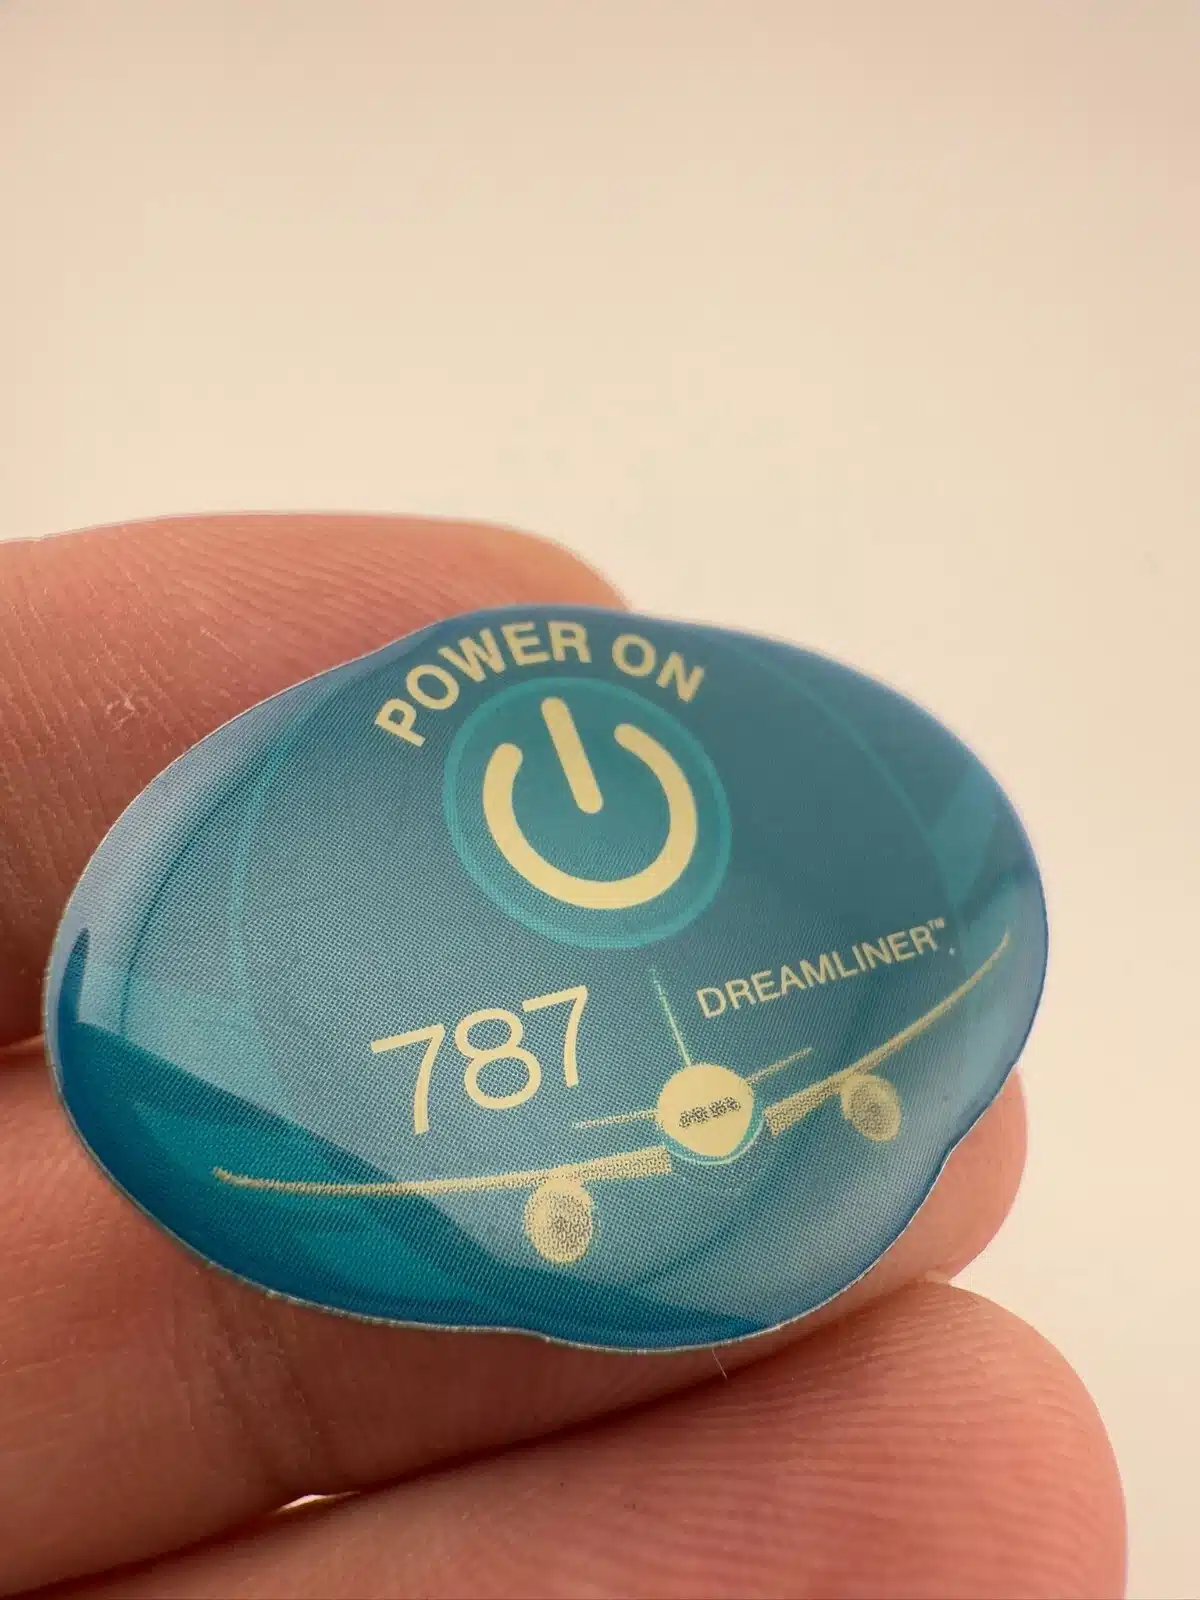 POWER ON
787
DREAMLINER™